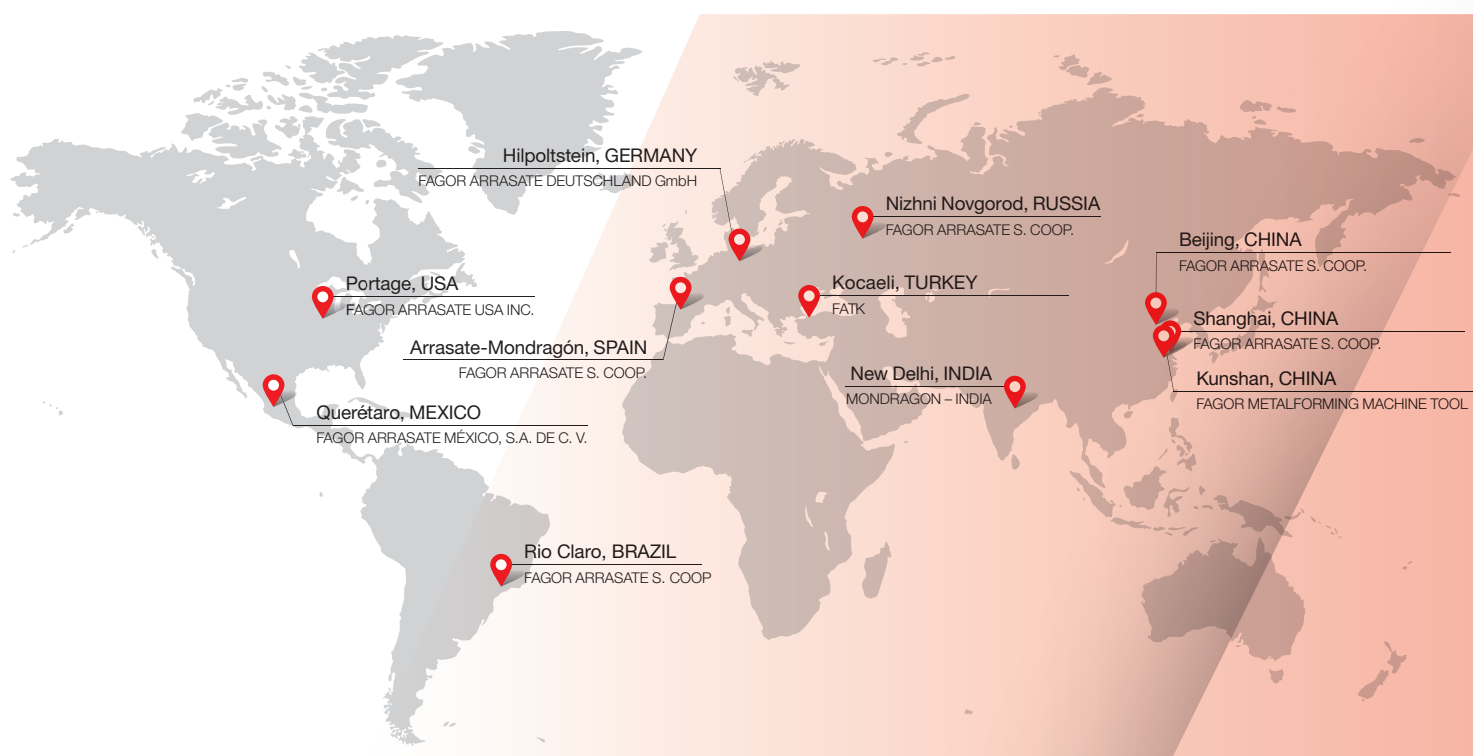 Hilpoltstein, GERMANY
FAGOR ARRASATE DEUTSCHLAND GmbH
Nizhni Novgorod, RUSSIA
FAGOR ARRASATE S. COOP.
Beijing, CHINA
FAGOR ARRASATE S. COOP.
Portage, USA
FAGOR ARRASATE USA INC.
Kocaeli, TURKEY
FATK
Shanghai, CHINA
FAGOR ARRASATE S. COOP.
Arrasate-Mondragón, SPAIN
FAGOR ARRASATE S. COOP.
New Delhi, INDIA
MONDRAGON – INDIA
Kunshan, CHINA
FAGOR METALFORMING MACHINE TOOL
Querétaro, MEXICO
FAGOR ARRASATE MÉXICO, S.A. DE C. V.
Rio Claro, BRAZIL
FAGOR ARRASATE S. COOP